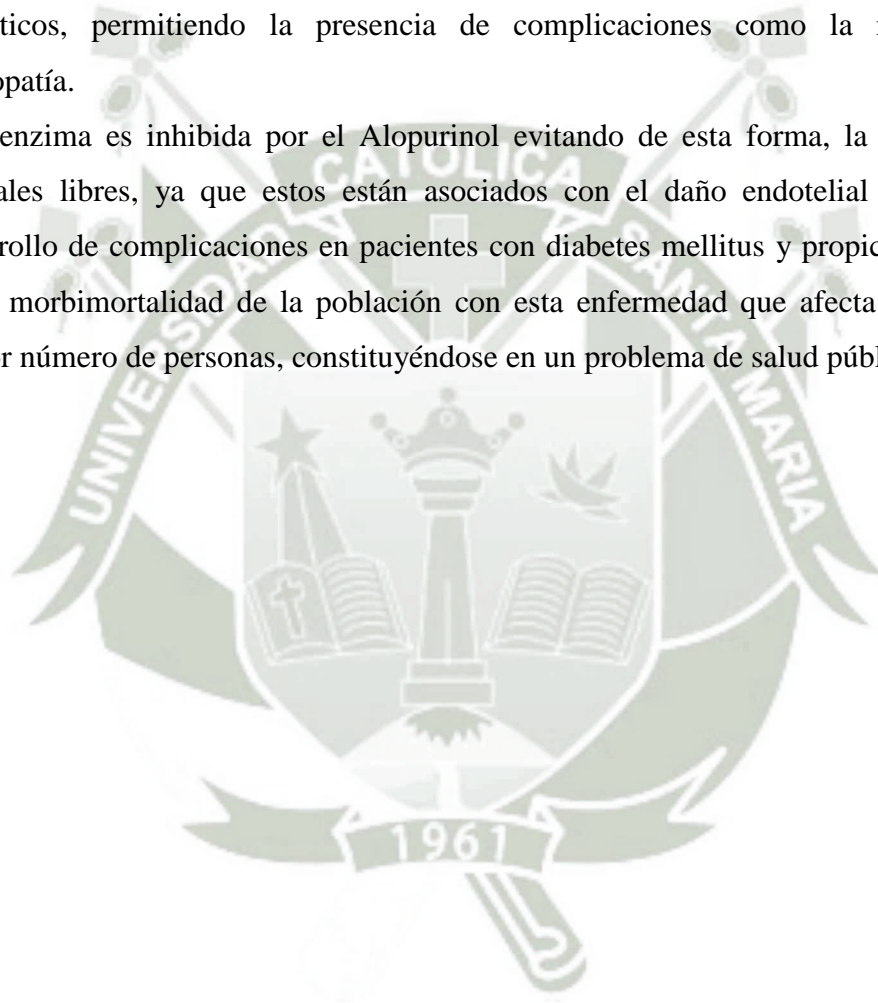 ticos, permitiendo la presencia de complicaciones como la
opatía.
enzima es inhibida por el Alopurinol evitando de esta forma, la
ales libres, ya que estos están asociados con el daño endotelial
rollo de complicaciones en pacientes con diabetes mellitus y propic
morbimortalidad de la población con esta enfermedad que afecta
or número de personas, constituyéndose en un problema de salud públ
UNIVERSIDAD CATOLICA SANTA MARIA
1961